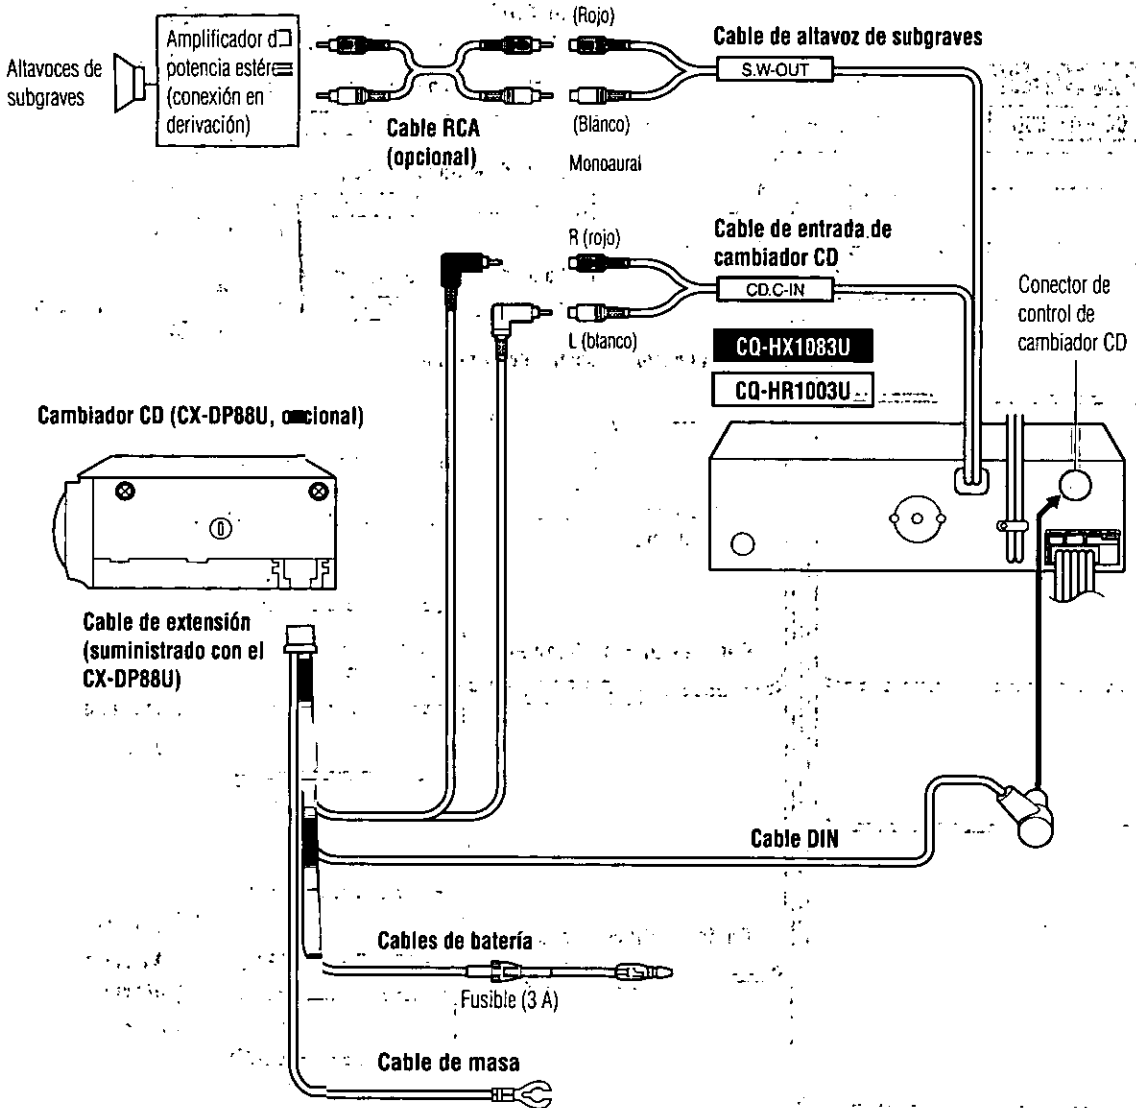 (Rojo)
Cable de altavoz de subgraves
S.W-OUT
Altavoces de
subgraves
Amplificador
potencia
(conexión en
derivación)
Cable RCA
(opcional)
(Blanco)
Monoaural
R (rojo)
Cable de entrada de
cambiador CD
CD.C-IN
L (blanco)
Conector de
control de
cambiador CD
CQ-HX1083U
CQ-HR1003U
Cambiador CD (CX-DP88U,
Cable de extensión
(suministrado con el
CX-DP88U)
Cable DIN
Cables de batería
Fusible (3 A)
Cable de masa